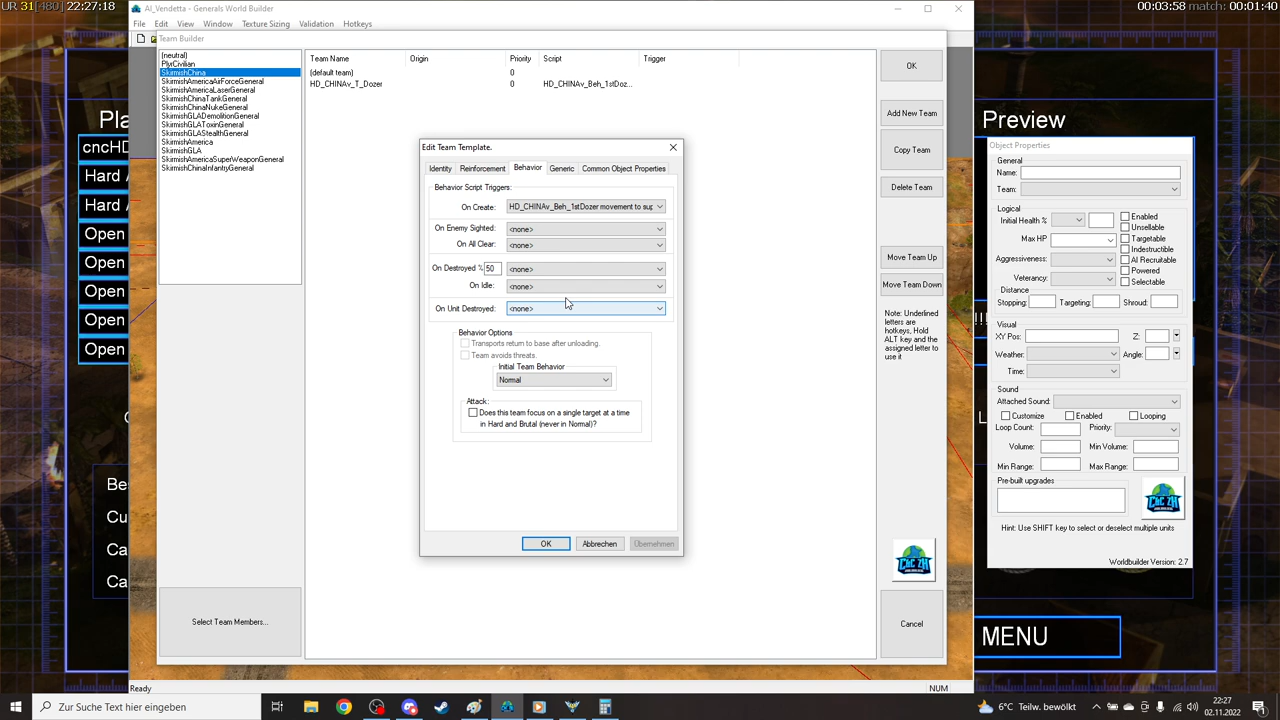 UR 31[480] 22:27:18
00:03:58 match: 00:01:40
AI_Vendetta - Generals World Builder
File Edit View Window Texture Sizing Validation Hotkeys
Team Builder
(neutral)
PlyrCivilian
SkirmishChina
SkirmishAmericaAirForceGeneral
SkirmishAmericaLaserGeneral
SkirmishChinaTankGeneral
SkirmishChinaNukeGeneral
SkirmishGLADemolitionGeneral
SkirmishGLAToxinGeneral
SkirmishGLAStealthGeneral
SkirmishAmerica
SkirmishGLA
SkirmishAmericaSuperWeaponGeneral
SkirmishChinaInfantryGeneral
Select Team Members...
Team Name Origin Priority Script Trigger
(default team) 0
HD_CHINAv_T_Dozer 0 HD_CHINAv_Beh_1stDoz...
OK
Add New Team
Copy Team
Delete Team
Move Team Up
Move Team Down
Note: Underlined
letters are
hotkeys, Hold
ALT key and the
assigned letter to
use it
Cancel
Edit Team Template.
Identity Reinforcement Behavior Generic Common Object Properties
Behavior Script Triggers:
On Create: HD_CHINAv_Beh_1stDozer movement to sup
On Enemy Sighted: <none>
On All Clear: <none>
On Destroyed % 50 <none>
On Idle: <none>
On Unit Destroyed: <none>
Behavior Options
Transports return to base after unloading.
Team avoids threats.
Initial Team Behavior
Normal
Attack:
Does this team focus on a single target at a time
in Hard and Brutal (never in Normal)?
OK Abbrechen Übernehmen
Pla
cncHD
Hard A
Hard A
Open
Open
Open
Open
Be
Cu
Ca
Ca
Preview
Object Properties
General
Name:
Team:
Logical
Initial Health %
Max HP
Aggressiveness:
Veterancy:
Enabled
Unsellable
Targetable
Indestructible
AI Recruitable
Powered
Selectable
Distance
Stopping: Targeting: Shroud:
Visual
XY Pos: Z:
Weather: Angle:
Time:
Sound
Attached Sound:
Customize Enabled Looping
Loop Count: Priority:
Volume: Min Volume:
Min Range: Max Range:
Pre-built upgrades
CnC ZH
Hint: Use SHIFT key to select or deselect multiple units
Worldbuilder Version: 2.7
CnC ZH
MENU
Ready
NUM
Zur Suche Text hier eingeben
6°C Teilw. bewölkt
22:27
02.11.2022